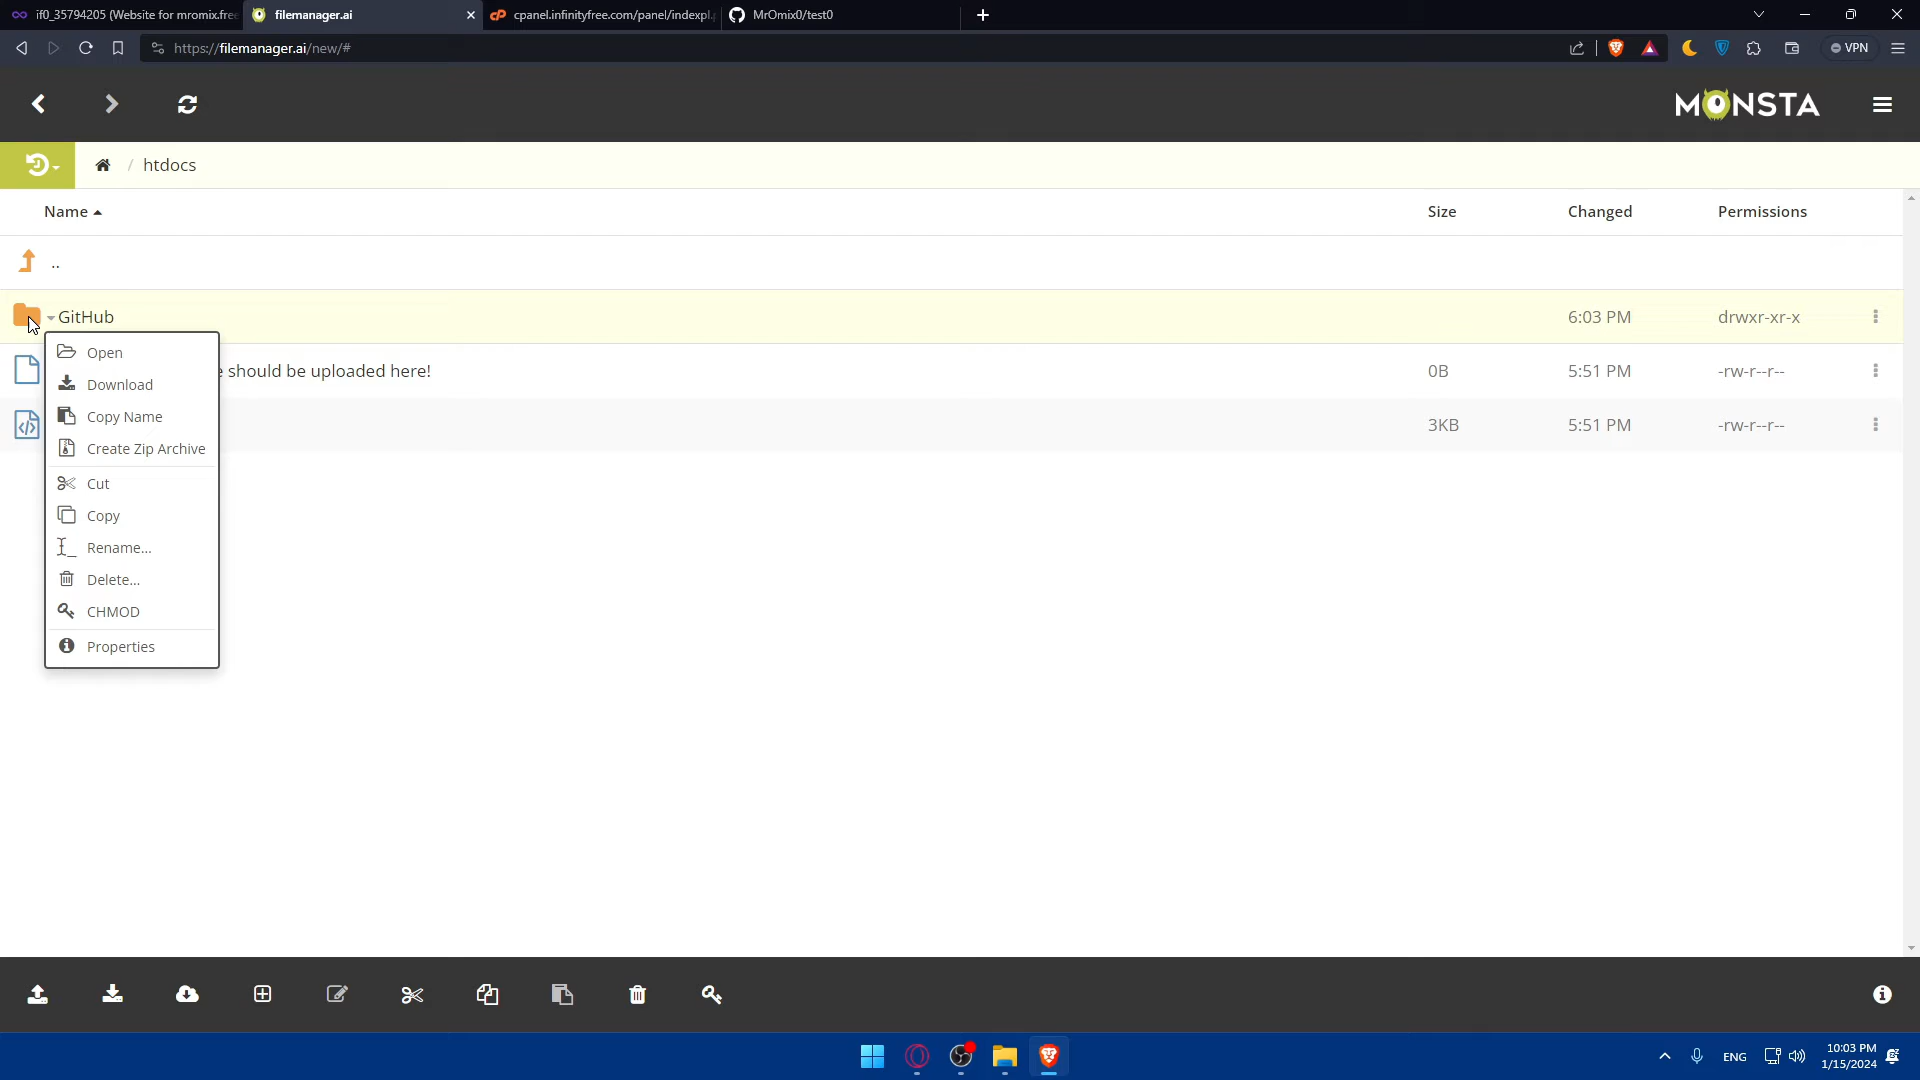 if0_35794205 (Website for mromix.free
filemanager.ai
cpanel.infinityfree.com/panel/indexpl.p
MrOmix0/test0
https://filemanager.ai/new/#
VPN
MONSTA
/ htdocs
Name Size Changed Permissions
..
GitHub 6:03 PM drwxr-xr-x
Open
should be uploaded here! 0B 5:51 PM -rw-r--r--
Download
Copy Name
3KB 5:51 PM -rw-r--r--
Create Zip Archive
Cut
Copy
Rename...
Delete...
CHMOD
Properties
ENG
10:03 PM
1/15/2024